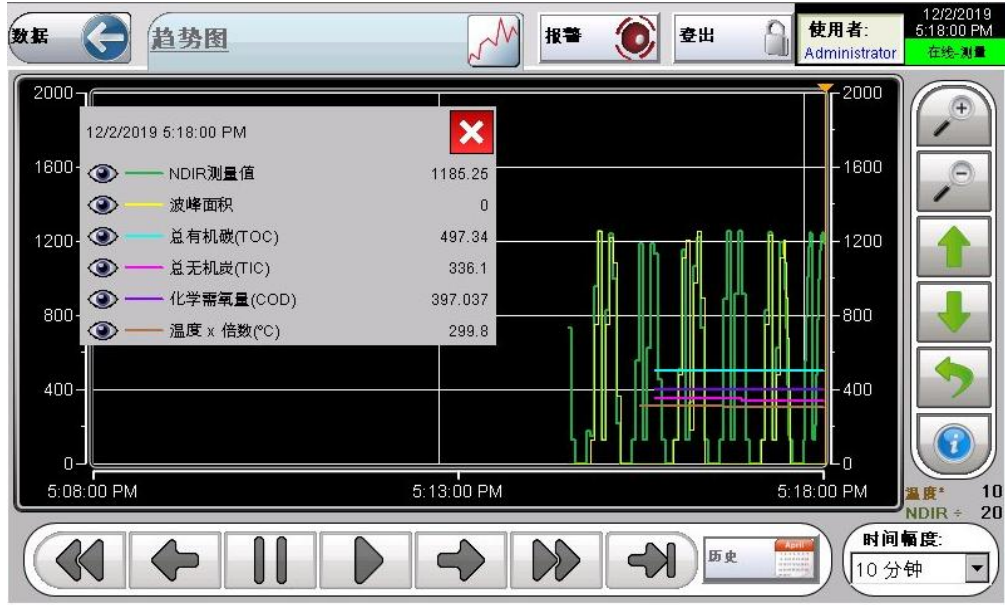 数据
趋势图
报警
登出
使用者:
Administrator
12/2/2019
5:18:00 PM
在线-测量
2000
2000
12/2/2019 5:18:00 PM
1600
NDIR测量值 1185.25
1600
波峰面积 0
1200
总有机碳(TOC) 497.34
1200
总无机炭(TIC) 336.1
化学需氧量(COD) 397.037
800
温度 x 倍数(ºC) 299.8
800
400
400
0
0
5:08:00 PM
5:13:00 PM
5:18:00 PM
温度* 10
NDIR ÷ 20
历史
April
时间幅度:
10 分钟